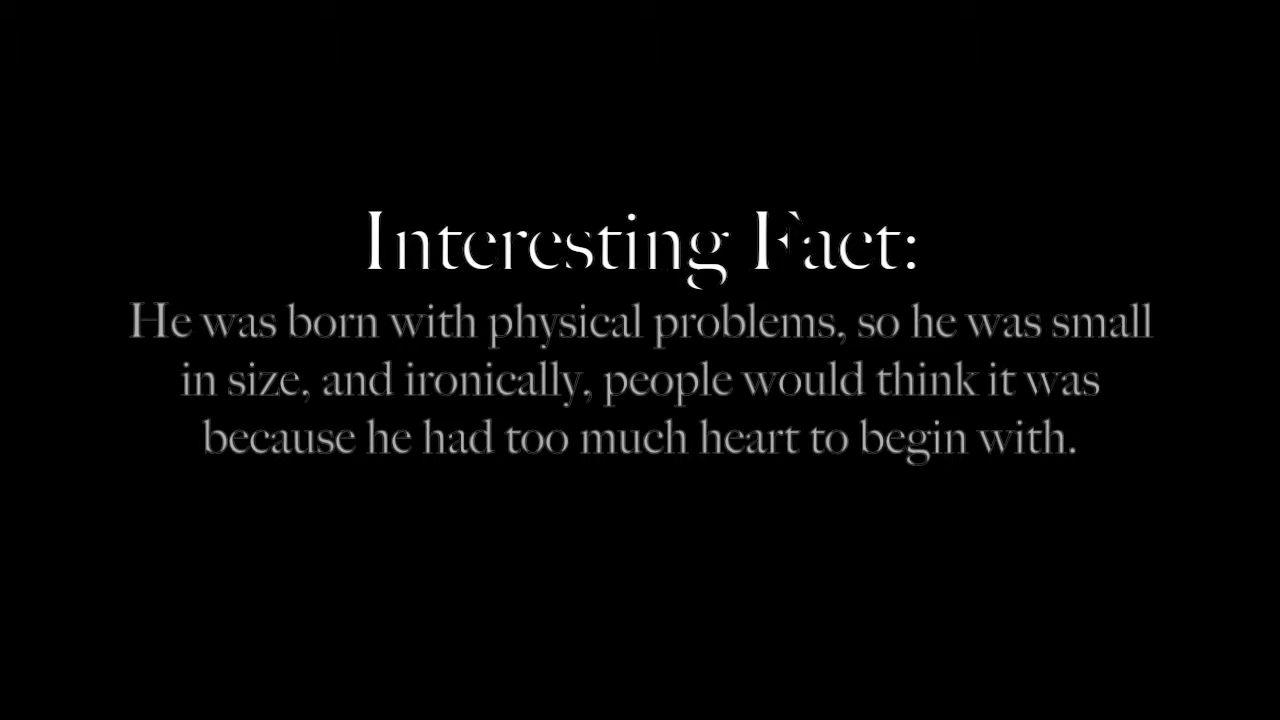 Interesting Fact:
He was born with physical problems, so he was small
in size, and ironically, people would think it was
because he had too much heart to begin with.